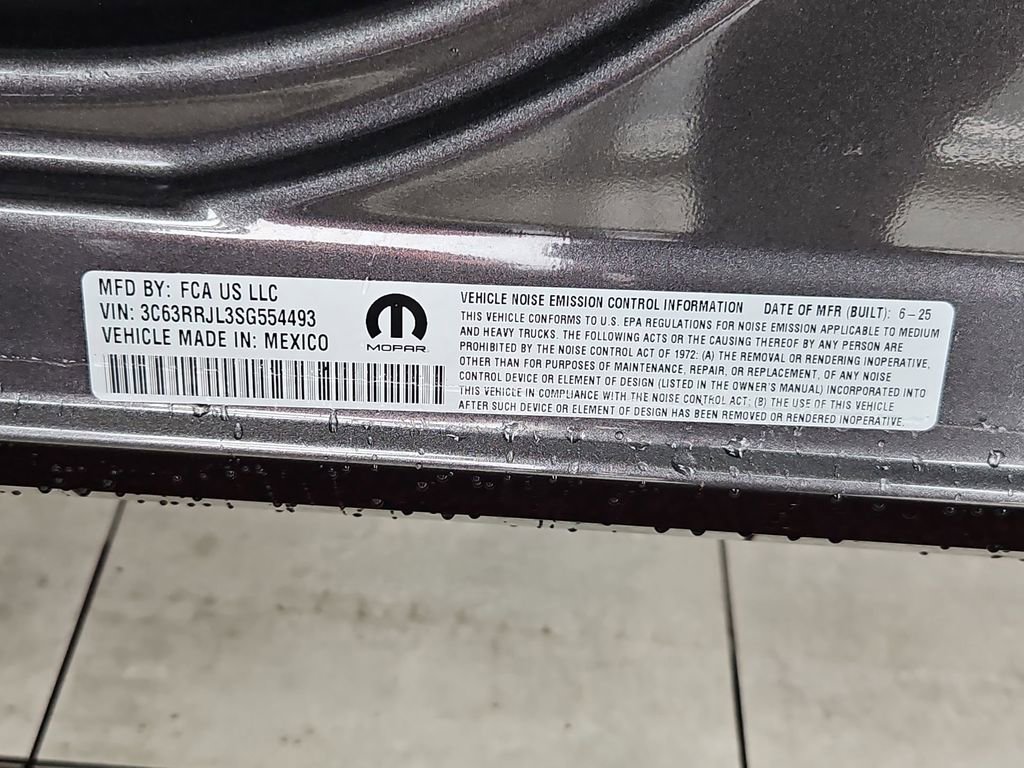 MFD BY: FCA US LLC
VIN: 3C63RRJL3SG554493
VEHICLE MADE IN: MEXICO
MOPAR
VEHICLE NOISE EMISSION CONTROL INFORMATION DATE OF MFR (BUILT): 6-25
THIS VEHICLE CONFORMS TO U.S. EPA REGULATIONS FOR NOISE EMISSION APPLICABLE TO MEDIUM
AND HEAVY TRUCKS. THE FOLLOWING ACTS OR THE CAUSING THEREOF BY ANY PERSON ARE
PROHIBITED BY THE NOISE CONTROL ACT OF 1972: (A) THE REMOVAL OR RENDERING INOPERATIVE,
OTHER THAN FOR PURPOSES OF MAINTENANCE, REPAIR, OR REPLACEMENT, OF ANY NOISE
CONTROL DEVICE OR ELEMENT OF DESIGN (LISTED IN THE OWNER'S MANUAL) INCORPORATED INTO
THIS VEHICLE IN COMPLIANCE WITH THE NOISE CONTROL ACT; (B) THE USE OF THIS VEHICLE
AFTER SUCH DEVICE OR ELEMENT OF DESIGN HAS BEEN REMOVED OR RENDERED INOPERATIVE.